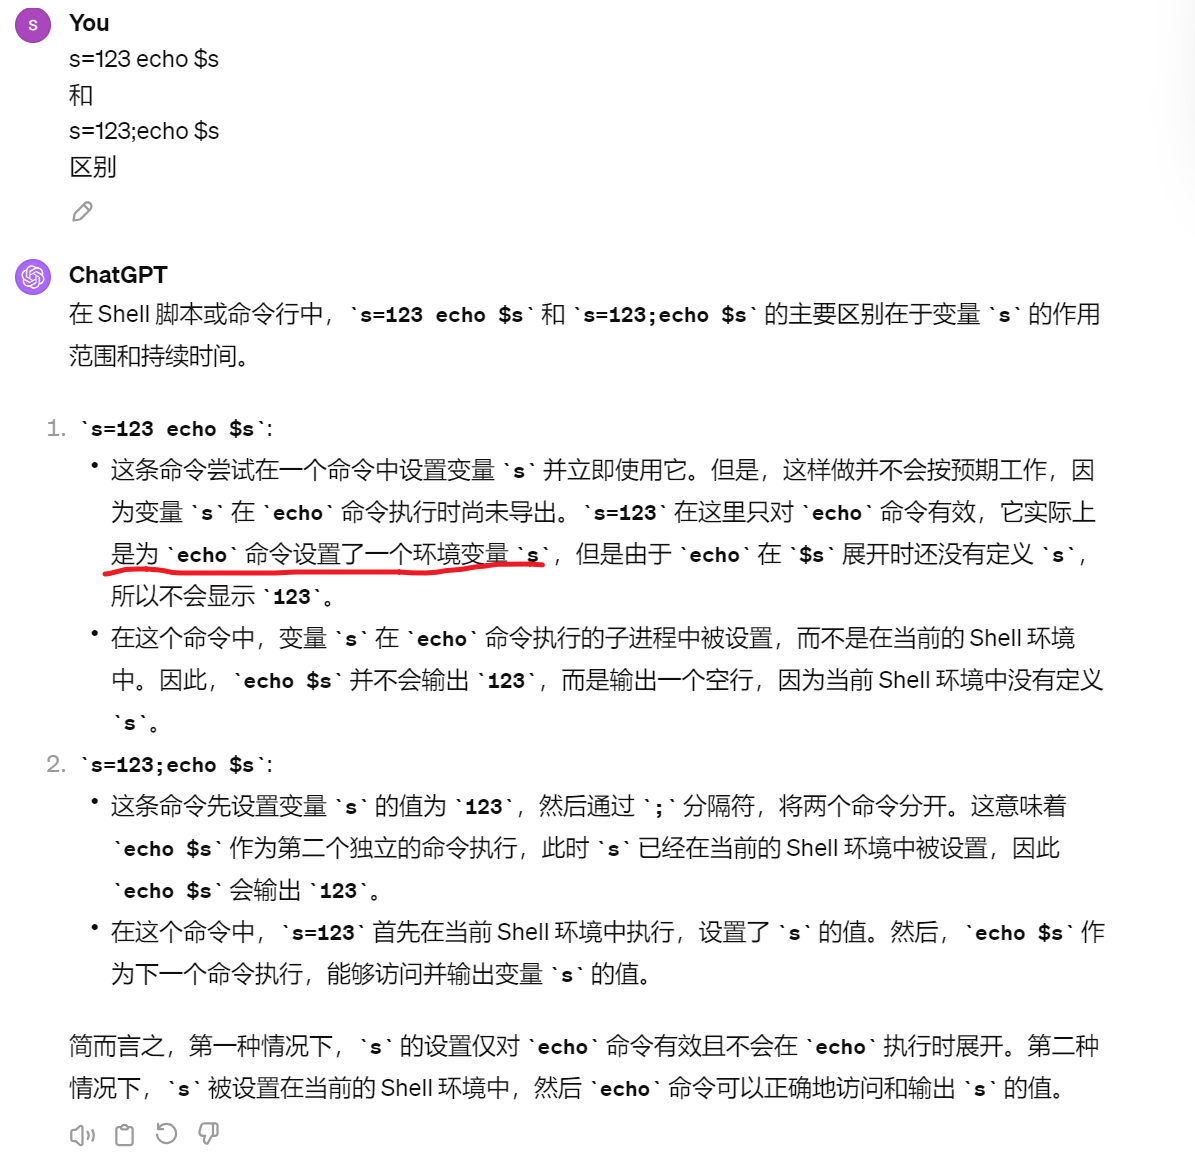 S
You
s=123 echo $s
和
s=123;echo $s
区别
ChatGPT
在 Shell 脚本或命令行中，`s=123 echo $s` 和 `s=123;echo $s` 的主要区别在于变量 `s` 的作用
范围和持续时间。
1. `s=123 echo $s`:
• 这条命令尝试在一个命令中设置变量 `s` 并立即使用它。但是，这样做并不会按预期工作，因
为变量 `s` 在 `echo` 命令执行时尚未导出。`s=123` 在这里只对 `echo` 命令有效，它实际上
是为 `echo` 命令设置了一个环境变量 `s`，但是由于 `echo` 在 `$s` 展开时还没有定义 `s`，
所以不会显示 `123`。
• 在这个命令中，变量 `s` 在 `echo` 命令执行的子进程中被设置，而不是在当前的 Shell 环境
中。因此，`echo $s` 并不会输出 `123`，而是输出一个空行，因为当前 Shell 环境中没有定义
`s`。
2. `s=123;echo $s`:
• 这条命令先设置变量 `s` 的值为 `123`，然后通过 `;` 分隔符，将两个命令分开。这意味着
`echo $s` 作为第二个独立的命令执行，此时 `s` 已经在当前的 Shell 环境中被设置，因此
`echo $s` 会输出 `123`。
• 在这个命令中，`s=123` 首先在当前 Shell 环境中执行，设置了 `s` 的值。然后，`echo $s` 作
为下一个命令执行，能够访问并输出变量 `s` 的值。
简而言之，第一种情况下，`s` 的设置仅对 `echo` 命令有效且不会在 `echo` 执行时展开。第二种
情况下，`s` 被设置在当前的 Shell 环境中，然后 `echo` 命令可以正确地访问和输出 `s` 的值。